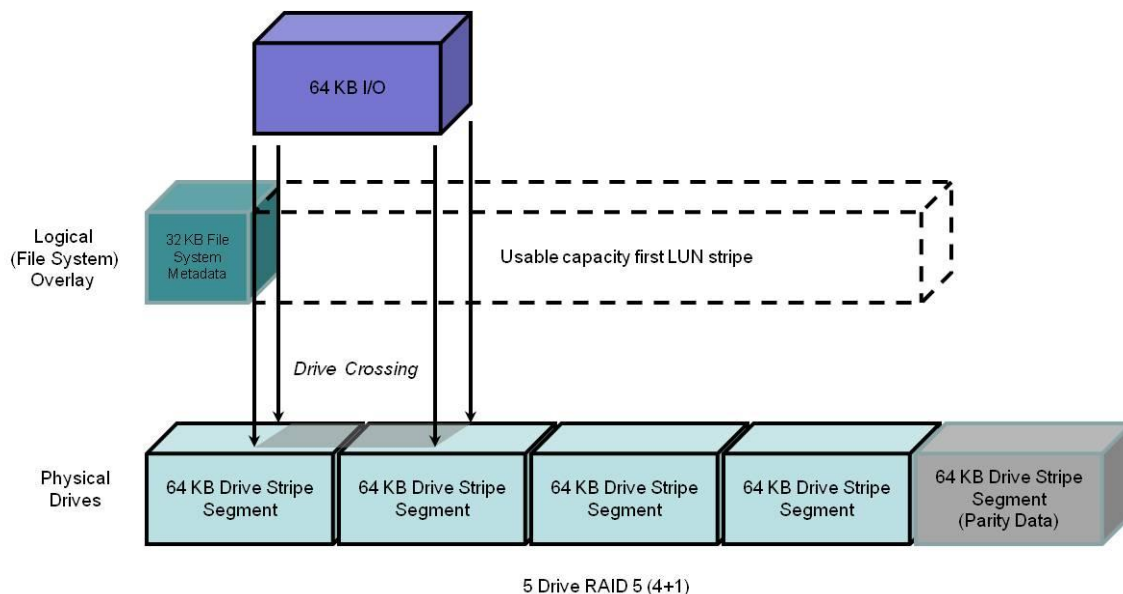 64 KB I/O
32 KB File
System
Metadata
Logical
(File System)
Overlay
Usable capacity first LUN stripe
Drive Crossing
Physical
Drives
64 KB Drive Stripe
Segment
64 KB Drive Stripe
Segment
64 KB Drive Stripe
Segment
64 KB Drive Stripe
Segment
64 KB Drive Stripe
Segment
(Parity Data)
5 Drive RAID 5 (4+1)